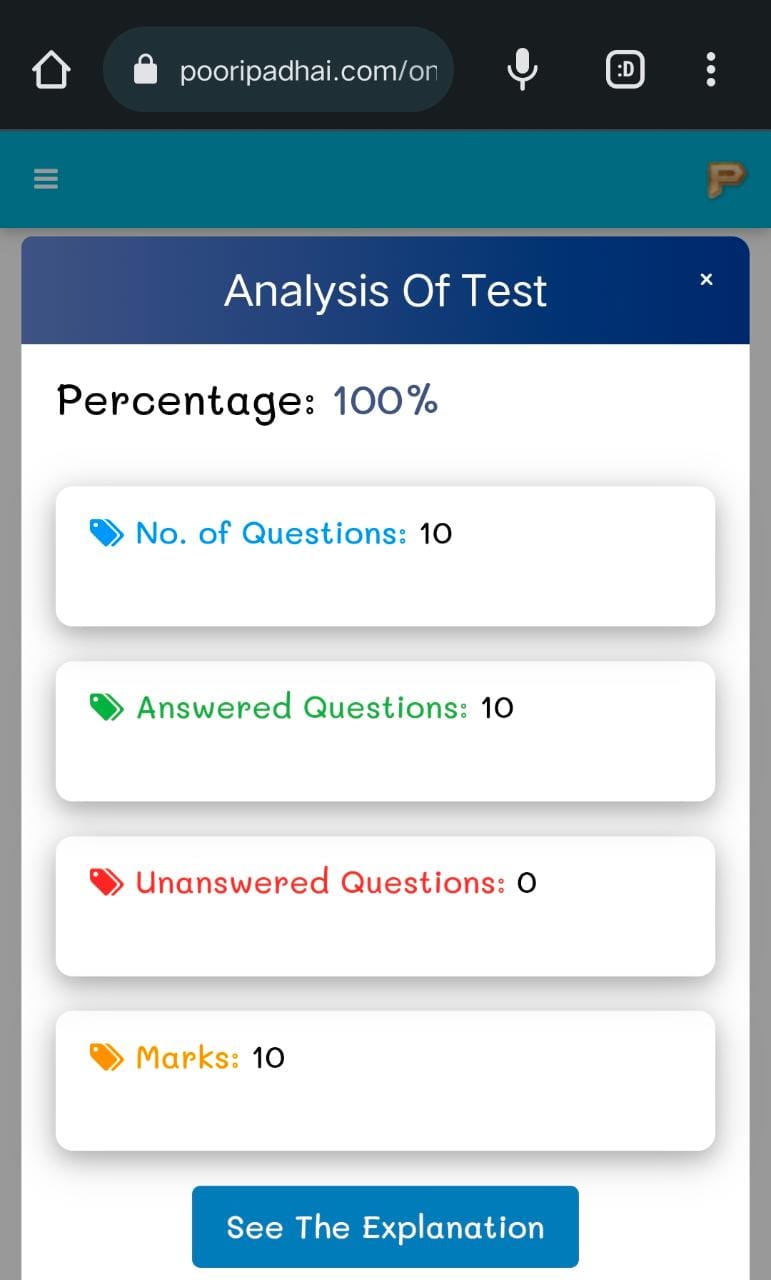 pooripadhai.com/on
:D
P
Analysis Of Test
×
Percentage: 100%
No. of Questions: 10
Answered Questions: 10
Unanswered Questions: 0
Marks: 10
See The Explanation